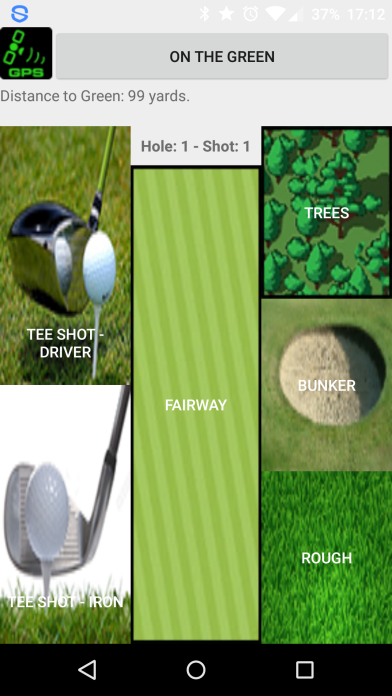 37% 17:12
GPS
ON THE GREEN
Distance to Green: 99 yards.
Hole: 1 - Shot: 1
TREES
TEE SHOT -
DRIVER
BUNKER
FAIRWAY
ROUGH
TEE SHOT - IRON